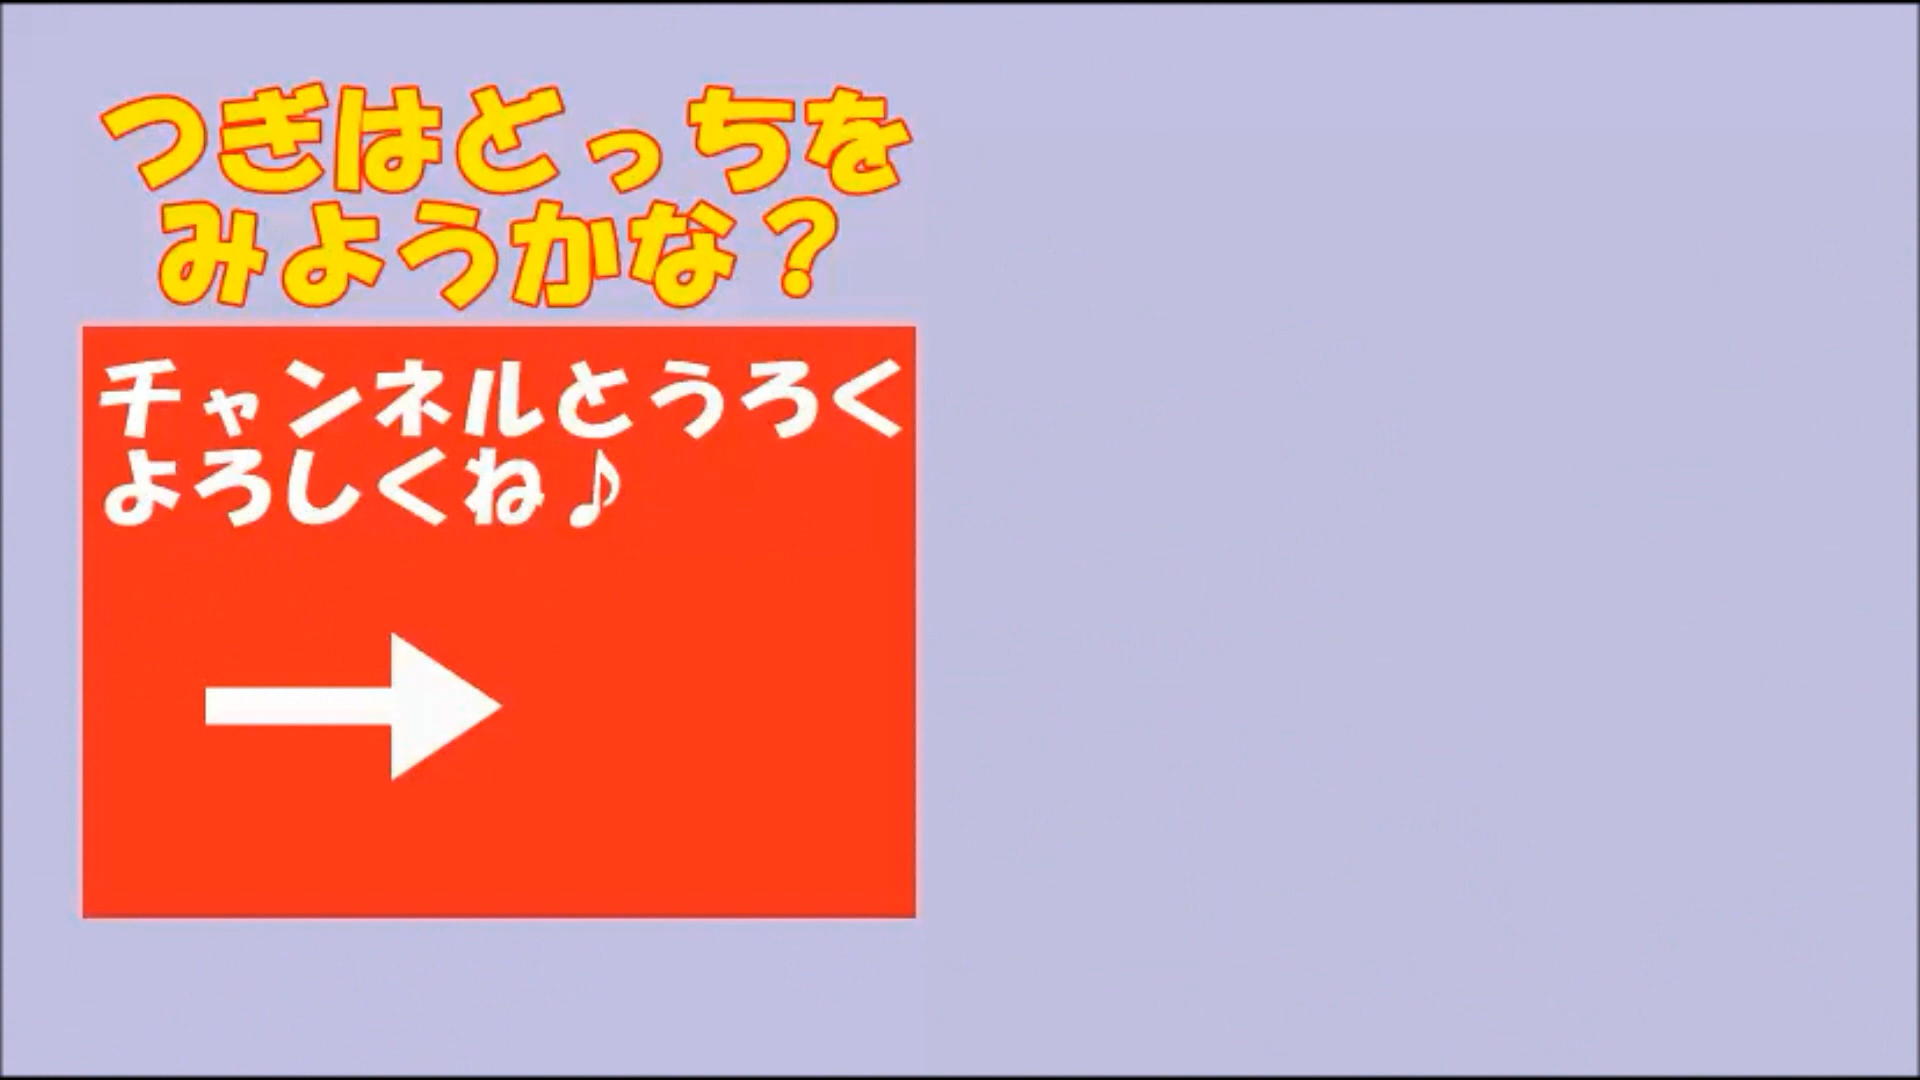 つぎはどっちを
みようかな？
チャンネルとうろく
よろしくね♪